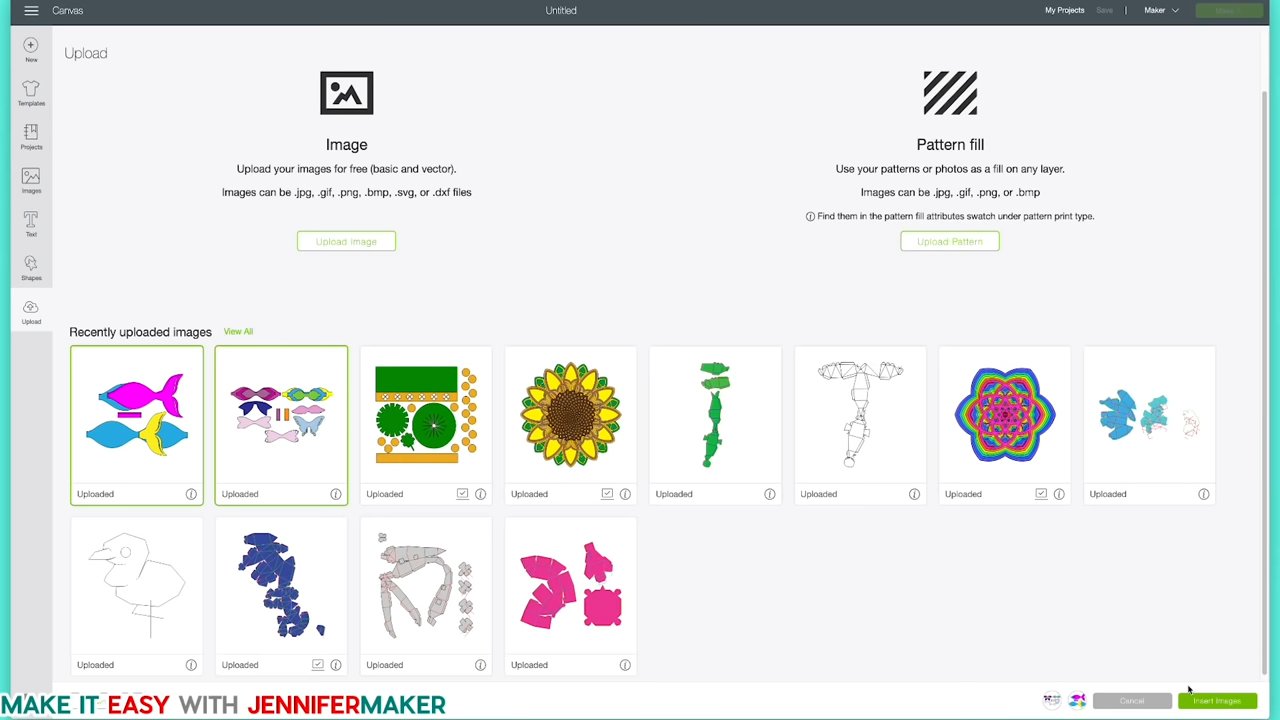 Canvas
Untitled
My Projects
Save
|
Maker
New
Templates
Projects
Images
Text
Shapes
Upload
Upload
Image
Upload your images for free (basic and vector).
Images can be .jpg, .gif, .png, .bmp, .svg, or .dxf files
Upload Image
Pattern fill
Use your patterns or photos as a fill on any layer.
Images can be .jpg, .gif, .png, or .bmp
Find them in the pattern fill attributes swatch under pattern print type.
Upload Pattern
Recently uploaded images View All
Uploaded
Uploaded
Uploaded
Uploaded
Uploaded
Uploaded
Uploaded
Uploaded
Uploaded
Uploaded
Uploaded
Uploaded
Cancel
Insert Images
MAKE IT EASY WITH JENNIFERMAKER